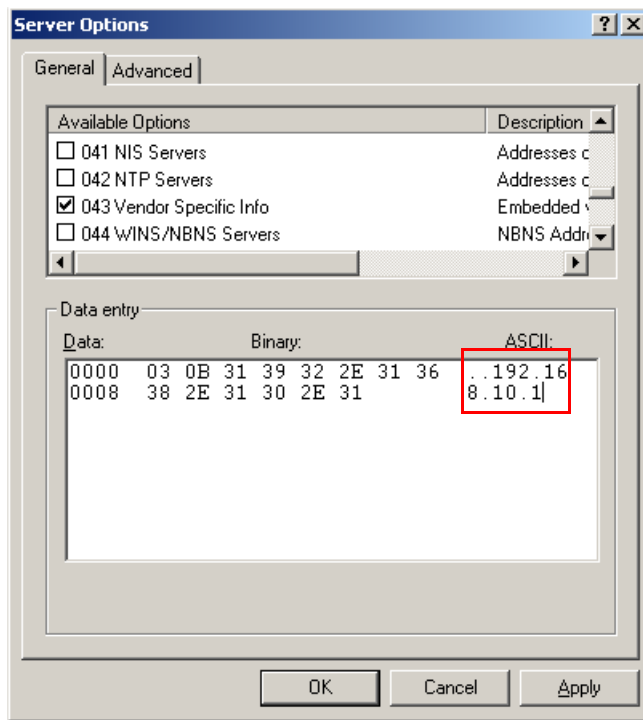 Server Options
General Advanced
Available Options Description
041 NIS Servers Addresses c
042 NTP Servers Addresses c
043 Vendor Specific Info Embedded v
044 WINS/NBNS Servers NBNS Addr
Data entry
Data: Binary: ASCII:
0000 03 0B 31 39 32 2E 31 36 ..192.16
0008 38 2E 31 30 2E 31 8.10.1
OK Cancel Apply